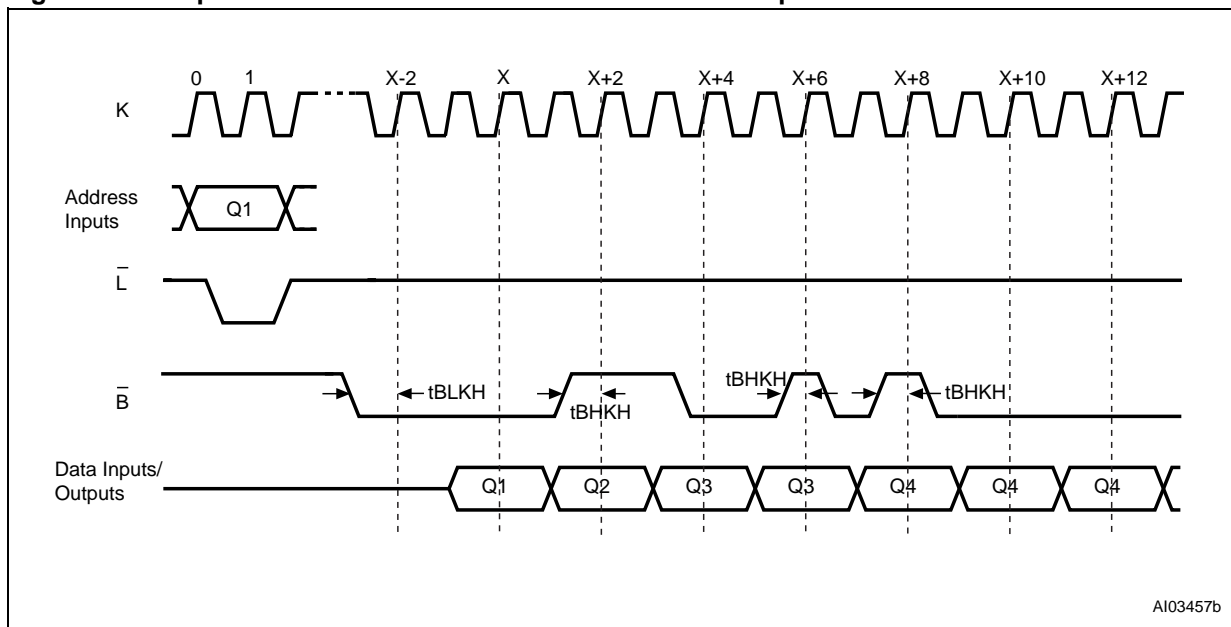 0 1 X-2 X X+2 X+4 X+6 X+8 X+10 X+12
K
Address
Inputs
Q1
L̅
B̅
tBLKH
tBHKH
tBHKH
tBHKH
Data Inputs/
Outputs
Q1 Q2 Q3 Q3 Q4 Q4 Q4
AI03457b